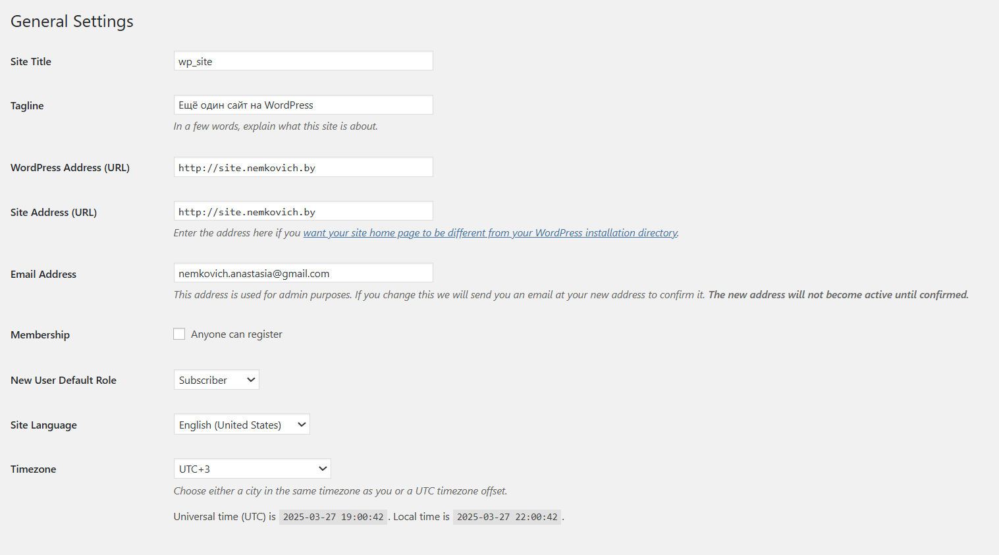 General Settings
Site Title
wp_site
Tagline
Ещё один сайт на WordPress
In a few words, explain what this site is about.
WordPress Address (URL)
http://site.nemkovich.by
Site Address (URL)
http://site.nemkovich.by
Enter the address here if you want your site home page to be different from your WordPress installation directory.
Email Address
nemkovich.anastasia@gmail.com
This address is used for admin purposes. If you change this we will send you an email at your new address to confirm it. The new address will not become active until confirmed.
Membership
Anyone can register
New User Default Role
Subscriber
Site Language
English (United States)
Timezone
UTC+3
Choose either a city in the same timezone as you or a UTC timezone offset.
Universal time (UTC) is 2025-03-27 19:00:42 . Local time is 2025-03-27 22:00:42 .